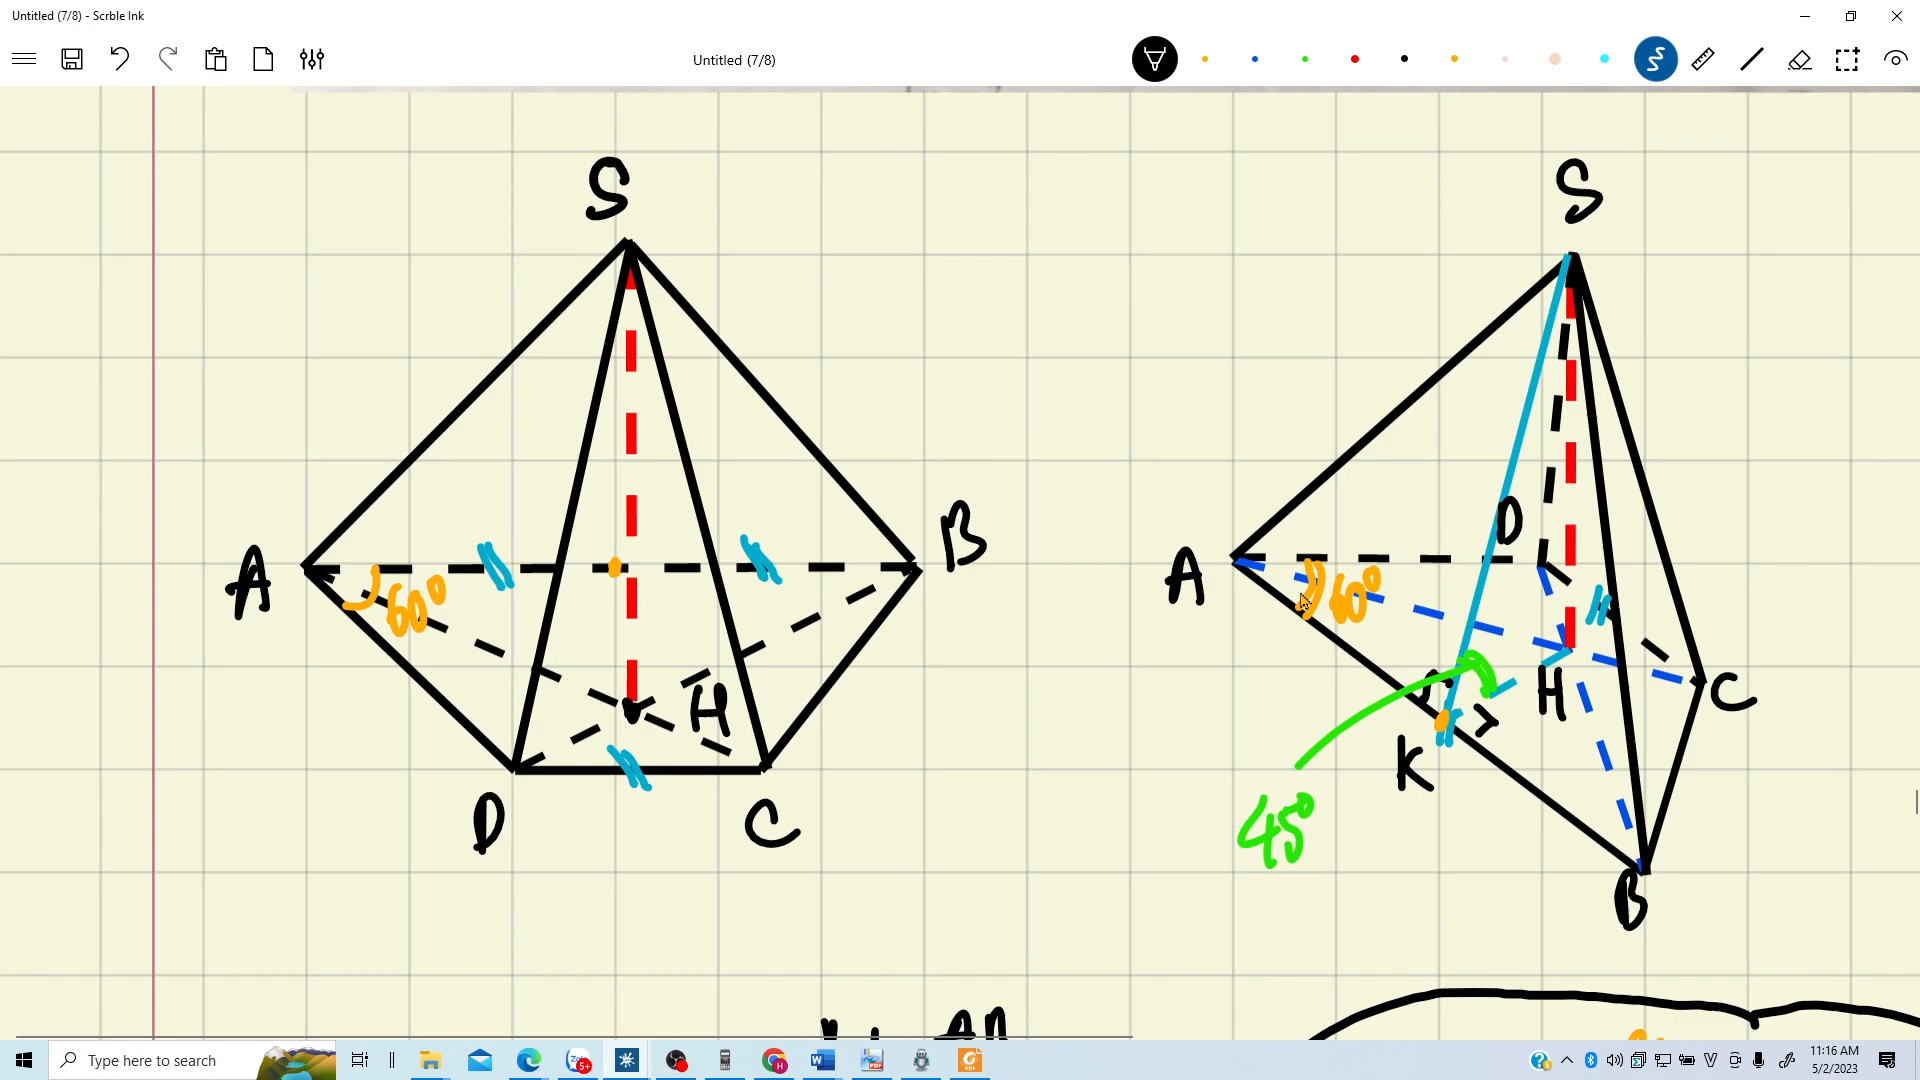 Untitled (7/8) - Scrble Ink
Untitled (7/8)
S
A
B
60°
H
D
C
S
A
D
60°
H
C
K
45°
B
Type here to search
5+
11:16 AM
5/2/2023